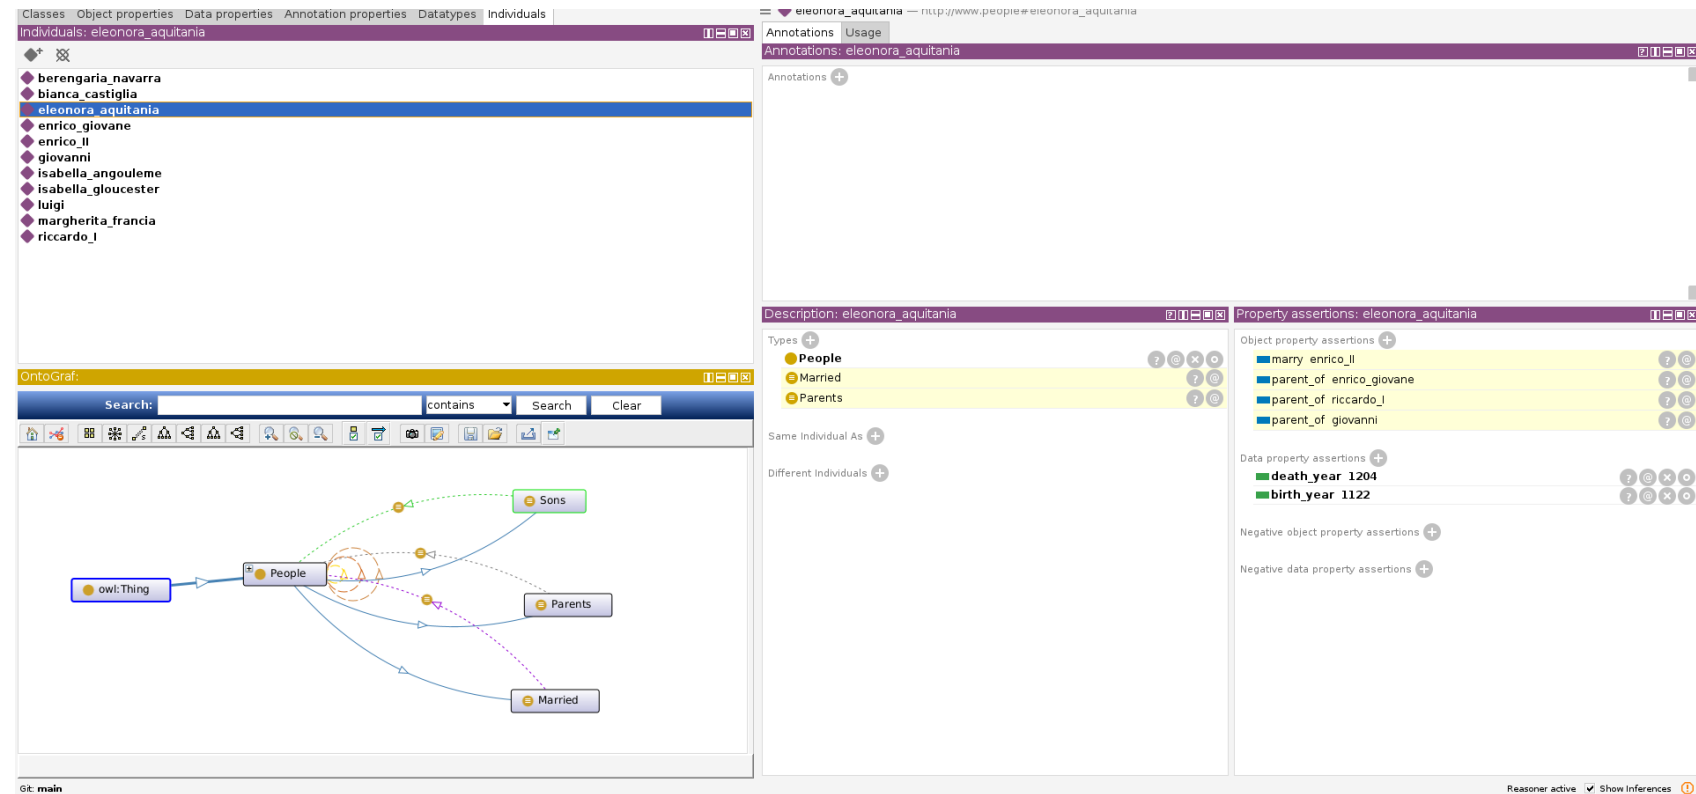 Classes Object properties Data properties Annotation properties Datatypes Individuals
Individuals: eleonora_aquitania
berengaria_navarra
bianca_castiglia
eleonora_aquitania
enrico_giovane
enrico_II
giovanni
isabella_angouleme
isabella_gloucester
luigi
margherita_francia
riccardo_I
OntoGraf:
Search: contains Search Clear
Sons
People
owl:Thing
Parents
Married
Git: main
eleonora_aquitania — http://www.people#eleonora_aquitania
Annotations Usage
Annotations: eleonora_aquitania
Annotations
Description: eleonora_aquitania
Types
People
Married
Parents
Same Individual As
Different Individuals
Property assertions: eleonora_aquitania
Object property assertions
marry enrico_II
parent_of enrico_giovane
parent_of riccardo_I
parent_of giovanni
Data property assertions
death_year 1204
birth_year 1122
Negative object property assertions
Negative data property assertions
Reasoner active Show Inferences